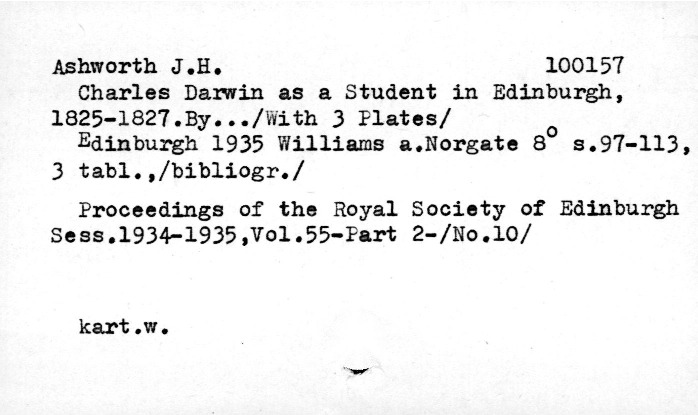 Ashworth J.H. 100157
Charles Darwin as a Student in Edinburgh,
1825-1827.By.../With 3 Plates/
Edinburgh 1935 Williams a.Norgate 8° s.97-113,
3 tabl.,/bibliogr./
Proceedings of the Royal Society of Edinburgh
Sess.1934-1935,Vol.55-Part 2-/No.10/
kart.w.